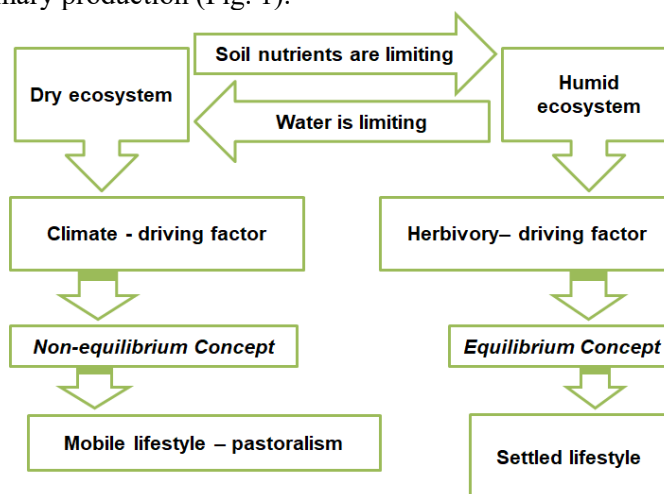 mary production (Fig. 1).
Soil nutrients are limiting
Dry ecosystem
Humid
ecosystem
Water is limiting
Climate - driving factor
Herbivory– driving factor
Non-equilibrium Concept
Equilibrium Concept
Mobile lifestyle – pastoralism
Settled lifestyle